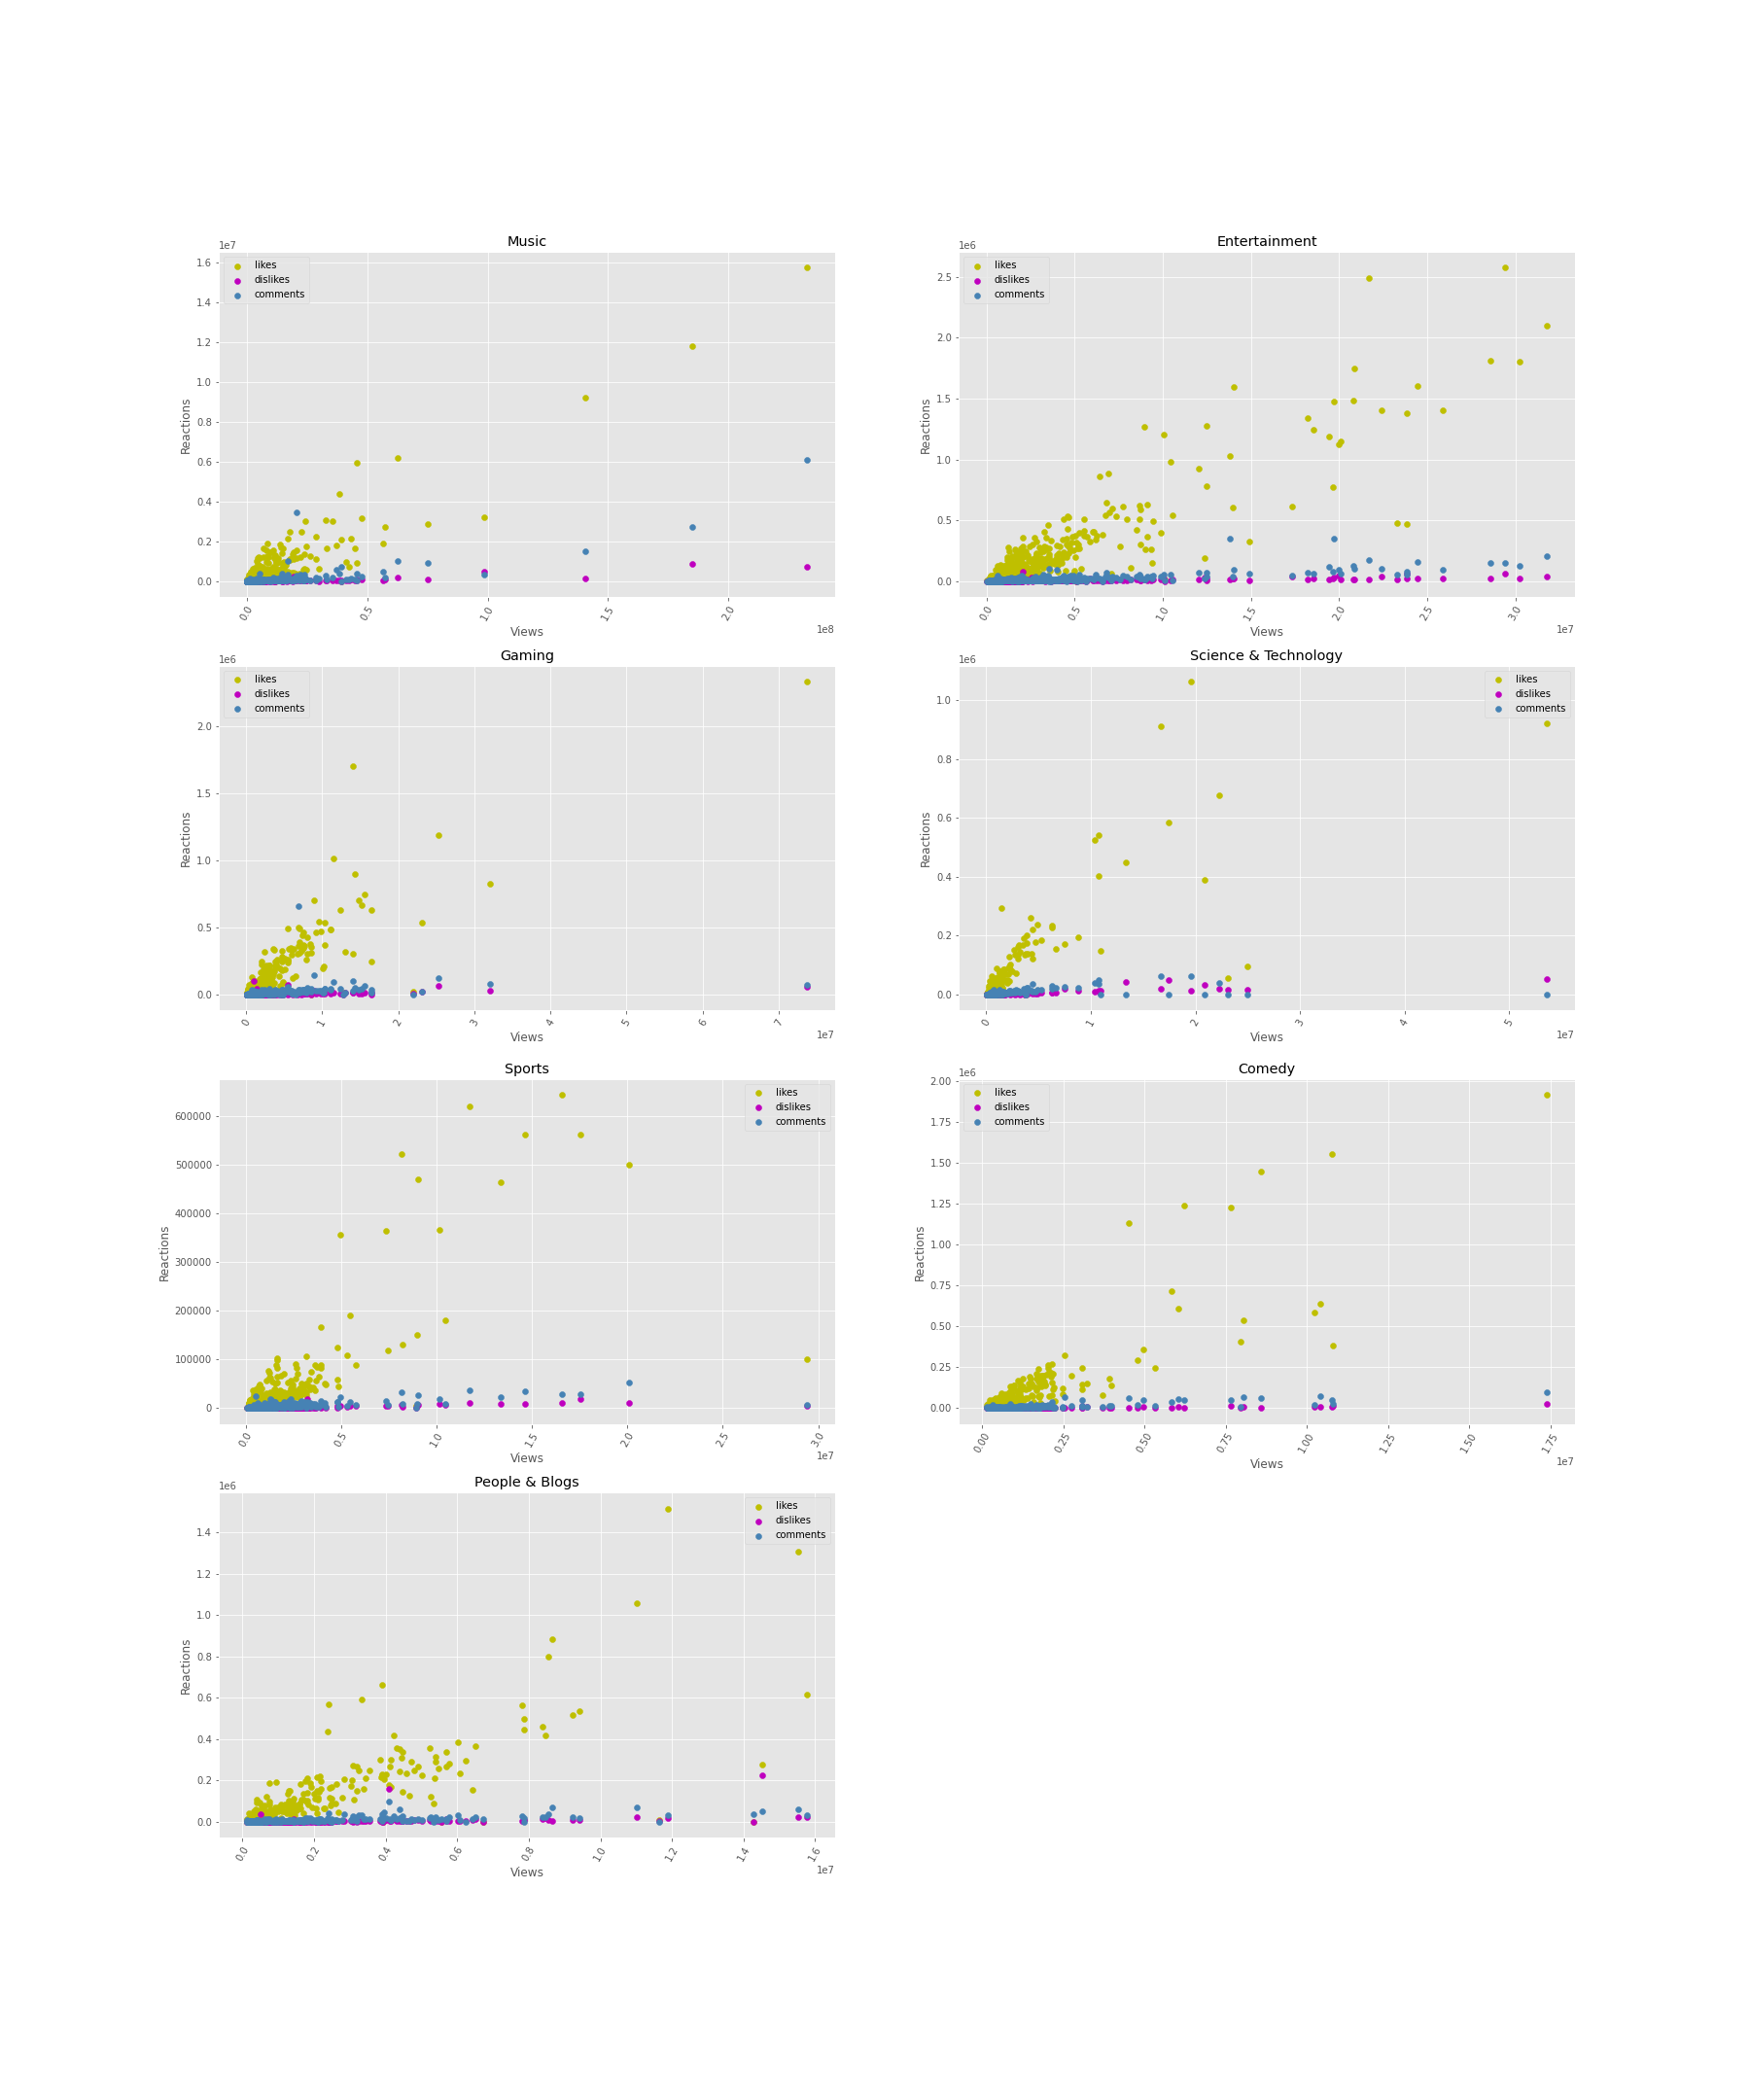 Music
1e7
likes
dislikes
comments
1.6
1.4
1.2
1.0
0.8
0.6
0.4
0.2
0.0
Reactions
0.0
0.5
1.0
1.5
2.0
Views
1e8
Entertainment
1e6
likes
dislikes
comments
2.5
2.0
1.5
1.0
0.5
0.0
Reactions
0.0
0.5
1.0
1.5
2.0
2.5
3.0
Views
1e7
Gaming
1e6
likes
dislikes
comments
2.0
1.5
1.0
0.5
0.0
Reactions
0
1
2
3
4
5
6
7
Views
1e7
Science & Technology
1e6
likes
dislikes
comments
1.0
0.8
0.6
0.4
0.2
0.0
Reactions
0
1
2
3
4
5
Views
1e7
Sports
likes
dislikes
comments
600000
500000
400000
300000
200000
100000
0
Reactions
0.0
0.5
1.0
1.5
2.0
2.5
3.0
Views
1e7
Comedy
1e6
likes
dislikes
comments
2.00
1.75
1.50
1.25
1.00
0.75
0.50
0.25
0.00
Reactions
0.00
0.25
0.50
0.75
1.00
1.25
1.50
1.75
Views
1e7
People & Blogs
1e6
likes
dislikes
comments
1.4
1.2
1.0
0.8
0.6
0.4
0.2
0.0
Reactions
0.0
0.2
0.4
0.6
0.8
1.0
1.2
1.4
1.6
Views
1e7